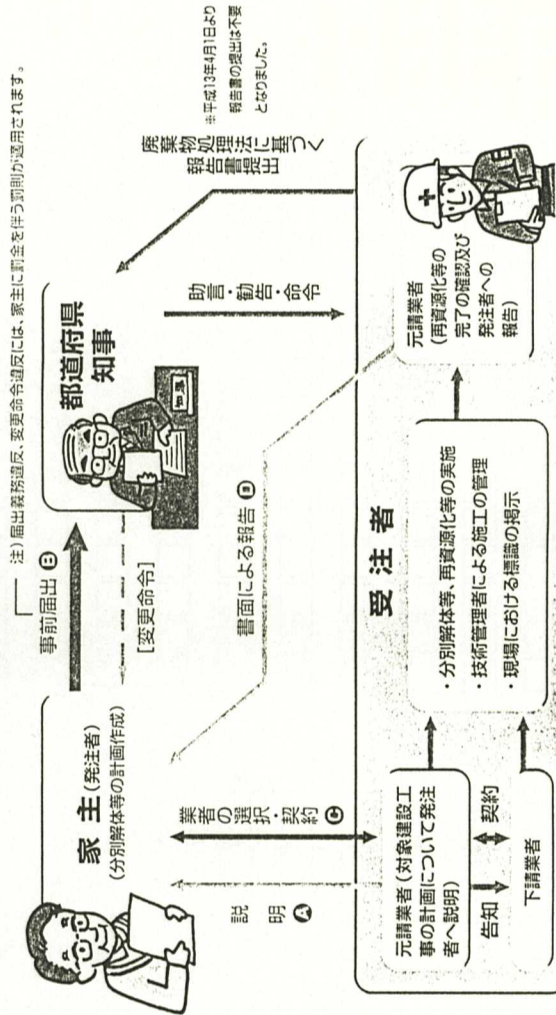 注）届出義務違反、変更命令違反には、家主に罰金を伴う罰則が適用されます。
家 主（発注者）
（分別解体等の計画作成）
事前届出 B
［変更命令］
都道府県
知事
知事
※平成13年4月1日より
報告書の提出は不要
となりました。
廃棄物処理法に基づく
報告書提出
助言・勧告・命令
書面による報告
業者の選択・契約 C
説 明 A
受 注 者
元請業者（対象建設工
事の計画について発注
者へ説明）
告知
契約
下請業者
・分別解体等、再資源化等の実施
・技術管理者による施工の管理
・現場における標識の掲示
元請業者
（再資源化等の
完了の確認及び
発注者への
報告）